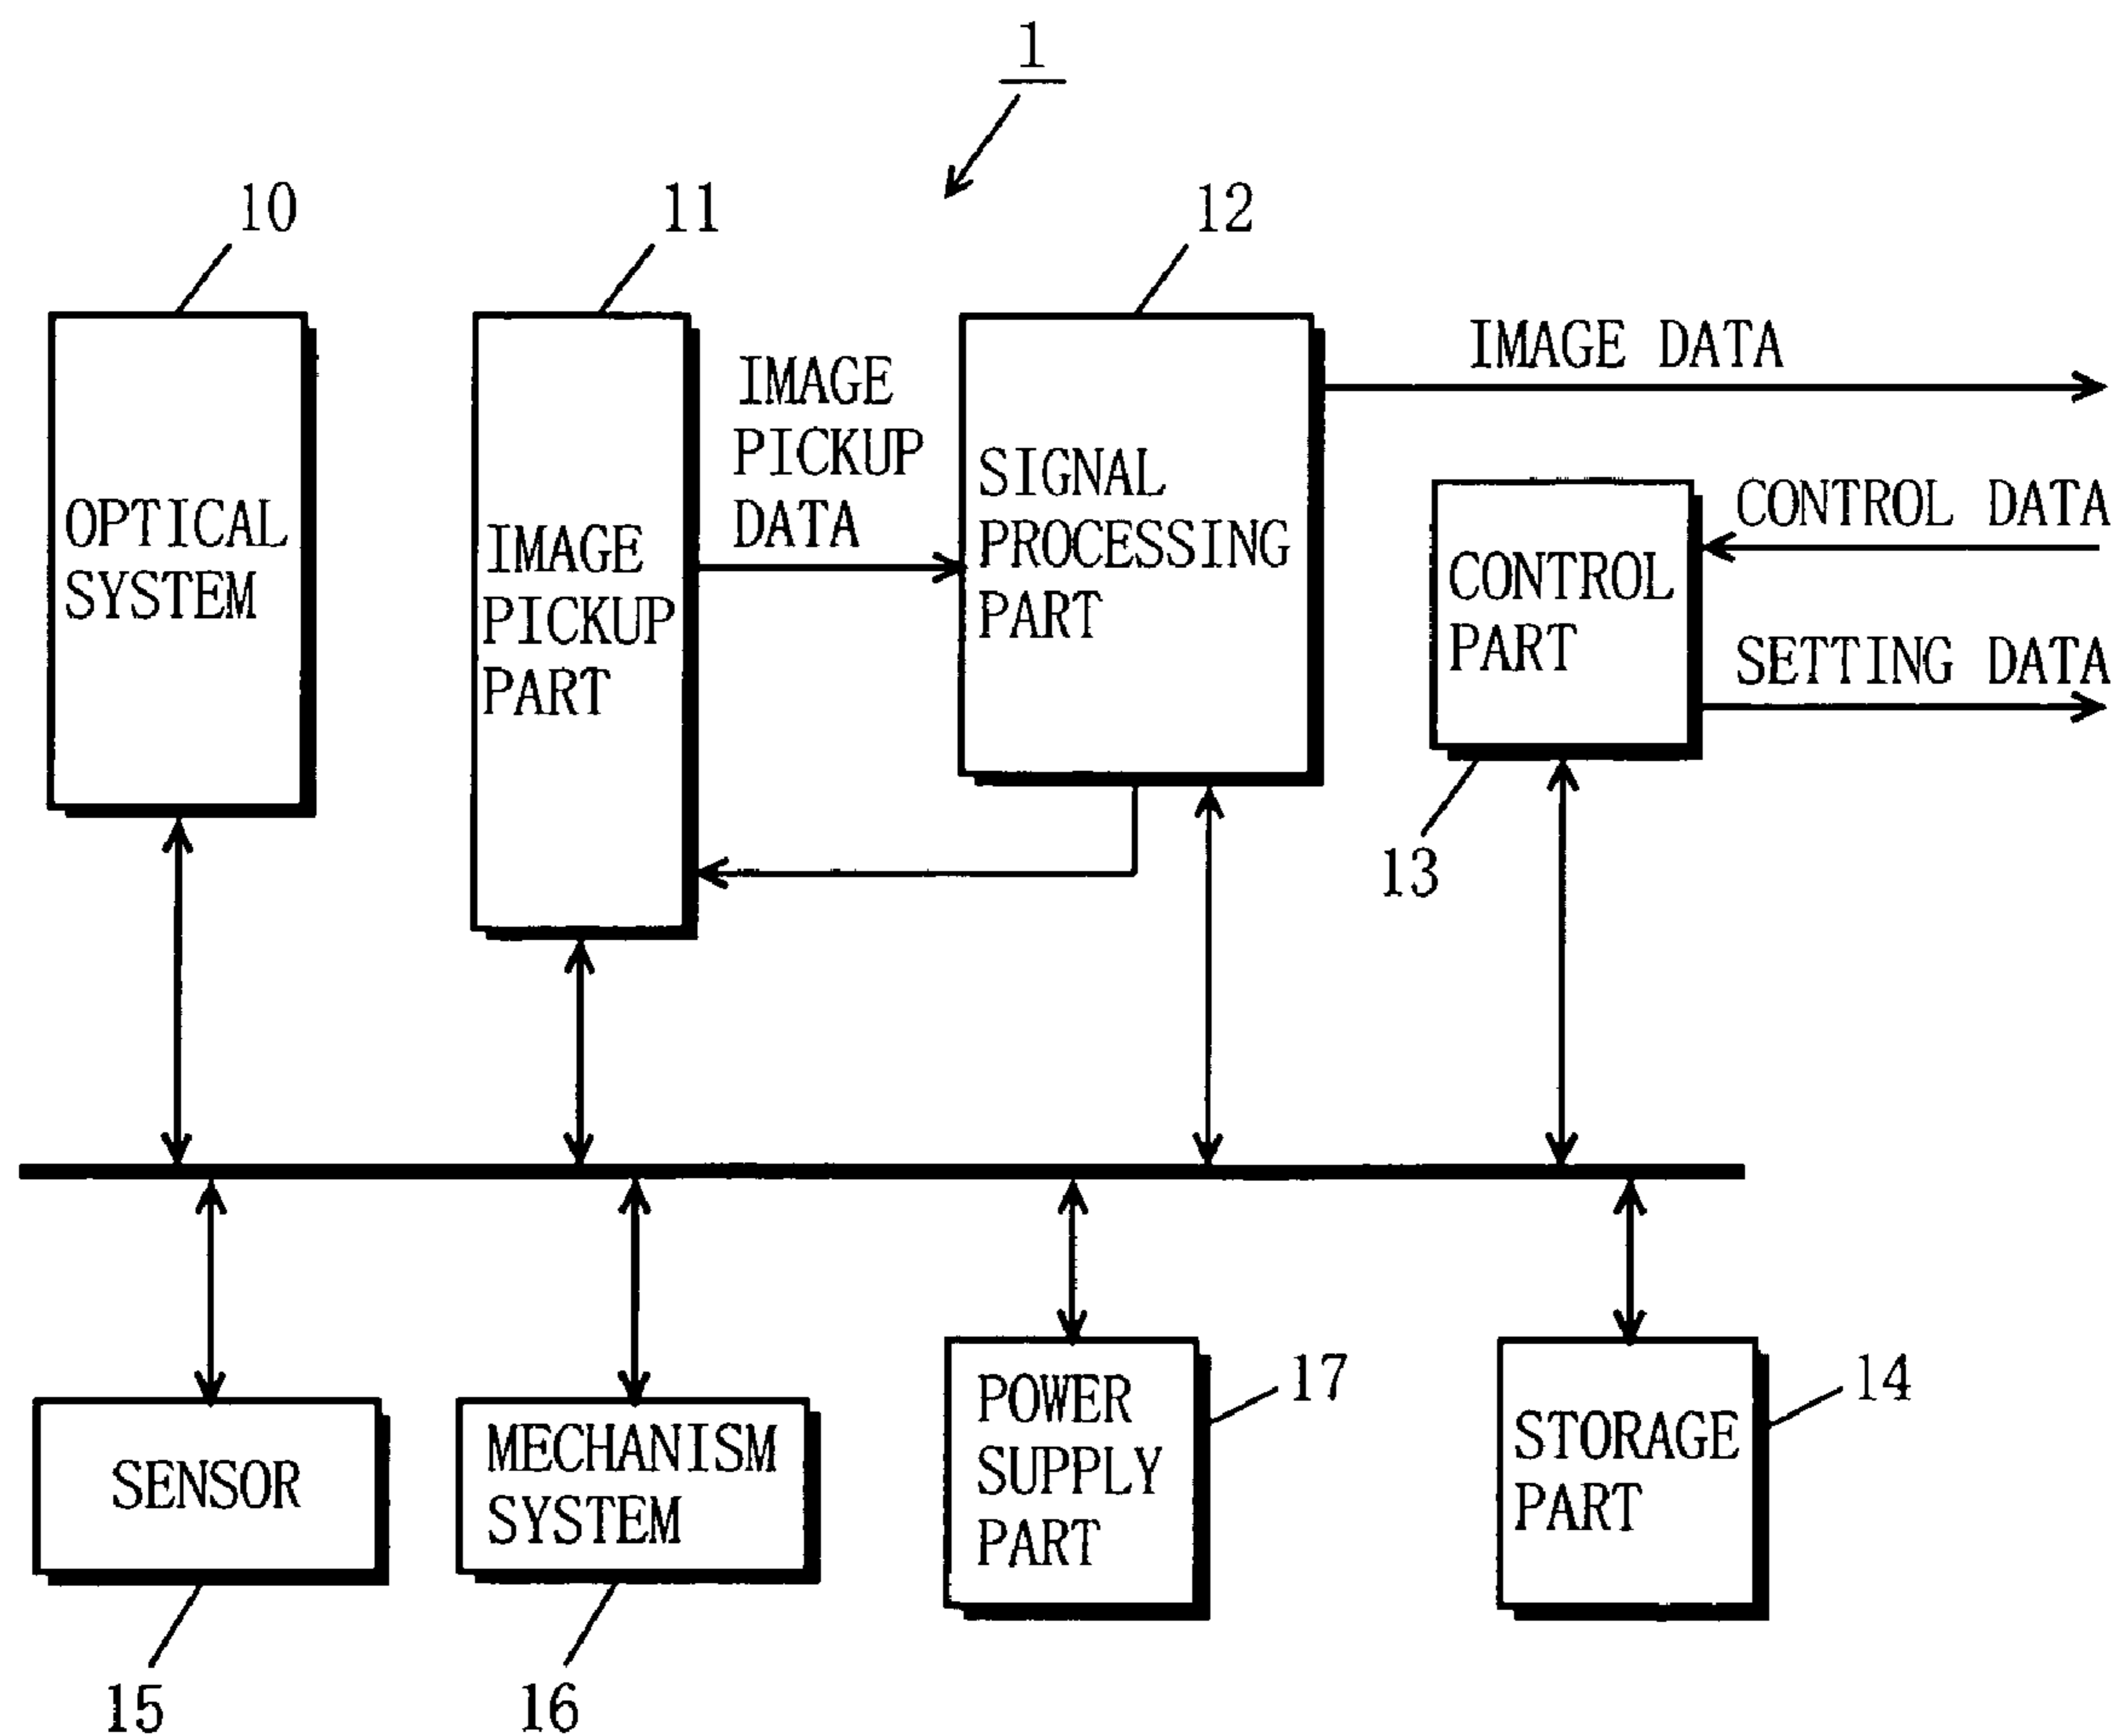 1
10
11
12
OPTICAL
SYSTEM
IMAGE
PICKUP
PART
IMAGE
PICKUP
DATA
SIGNAL
PROCESSING
PART
IMAGE DATA
CONTROL
PART
CONTROL DATA
SETTING DATA
13
SENSOR
15
MECHANISM
SYSTEM
16
POWER
SUPPLY
PART
17
STORAGE
PART
14